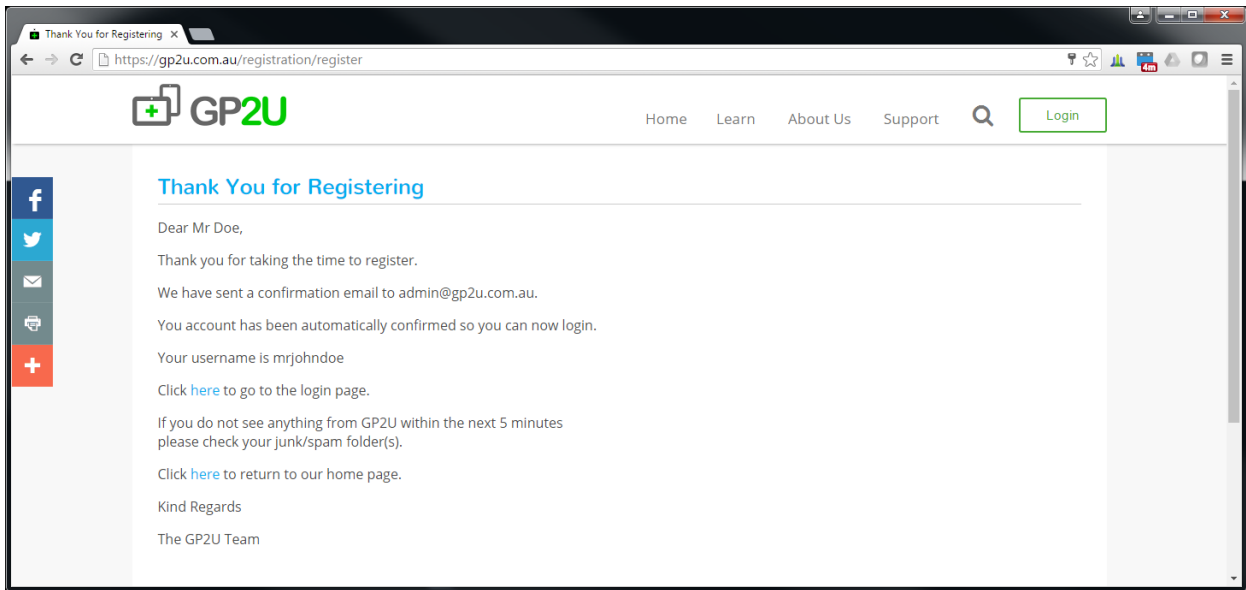 Thank You for Registering
https://gp2u.com.au/registration/register
4m
GP2U
Home Learn About Us Support Login
Thank You for Registering
Dear Mr Doe,
Thank you for taking the time to register.
We have sent a confirmation email to admin@gp2u.com.au.
You account has been automatically confirmed so you can now login.
Your username is mrjohndoe
Click here to go to the login page.
If you do not see anything from GP2U within the next 5 minutes
please check your junk/spam folder(s).
Click here to return to our home page.
Kind Regards
The GP2U Team